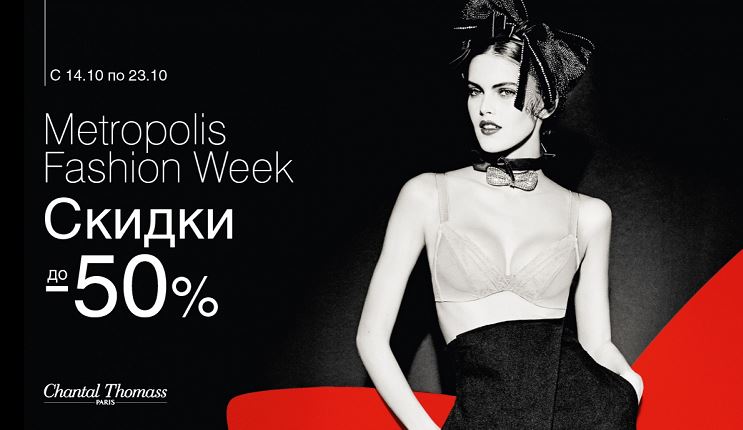 С 14.10 по 23.10
Metropolis
Fashion Week
Скидки
до
-50%
Chantal Thomass
PARIS